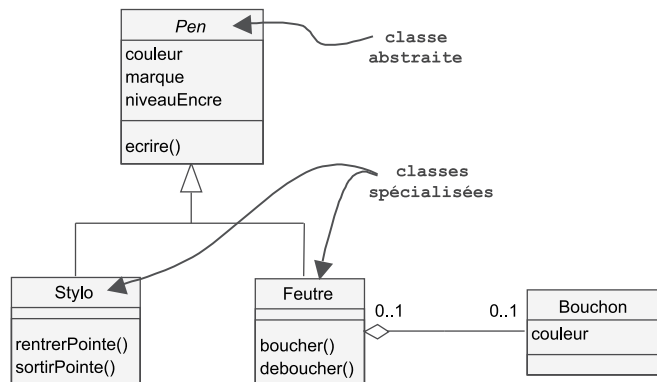 Pen
couleur
marque
niveauEncre
ecrire()
classe
abstraite
classes
spécialisées
Stylo
rentrerPointe()
sortirPointe()
Feutre
boucher()
deboucher()
0..1
0..1
Bouchon
couleur